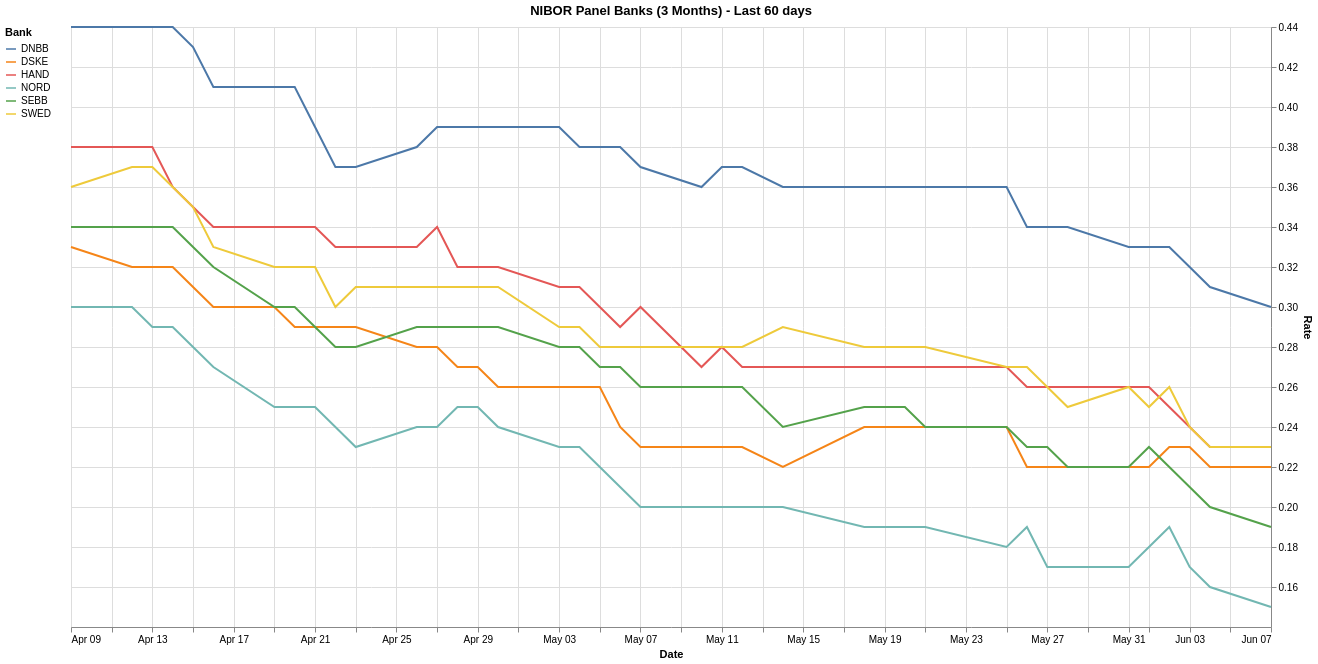 NIBOR Panel Banks (3 Months) - Last 60 days
Bank
DNBB
DSKE
HAND
NORD
SEBB
SWED
0.44
0.42
0.40
0.38
0.36
0.34
0.32
0.30
0.28
0.26
0.24
0.22
0.20
0.18
0.16
Rate
Apr 09 Apr 13 Apr 17 Apr 21 Apr 25 Apr 29 May 03 May 07 May 11 May 15 May 19 May 23 May 27 May 31 Jun 03 Jun 07
Date